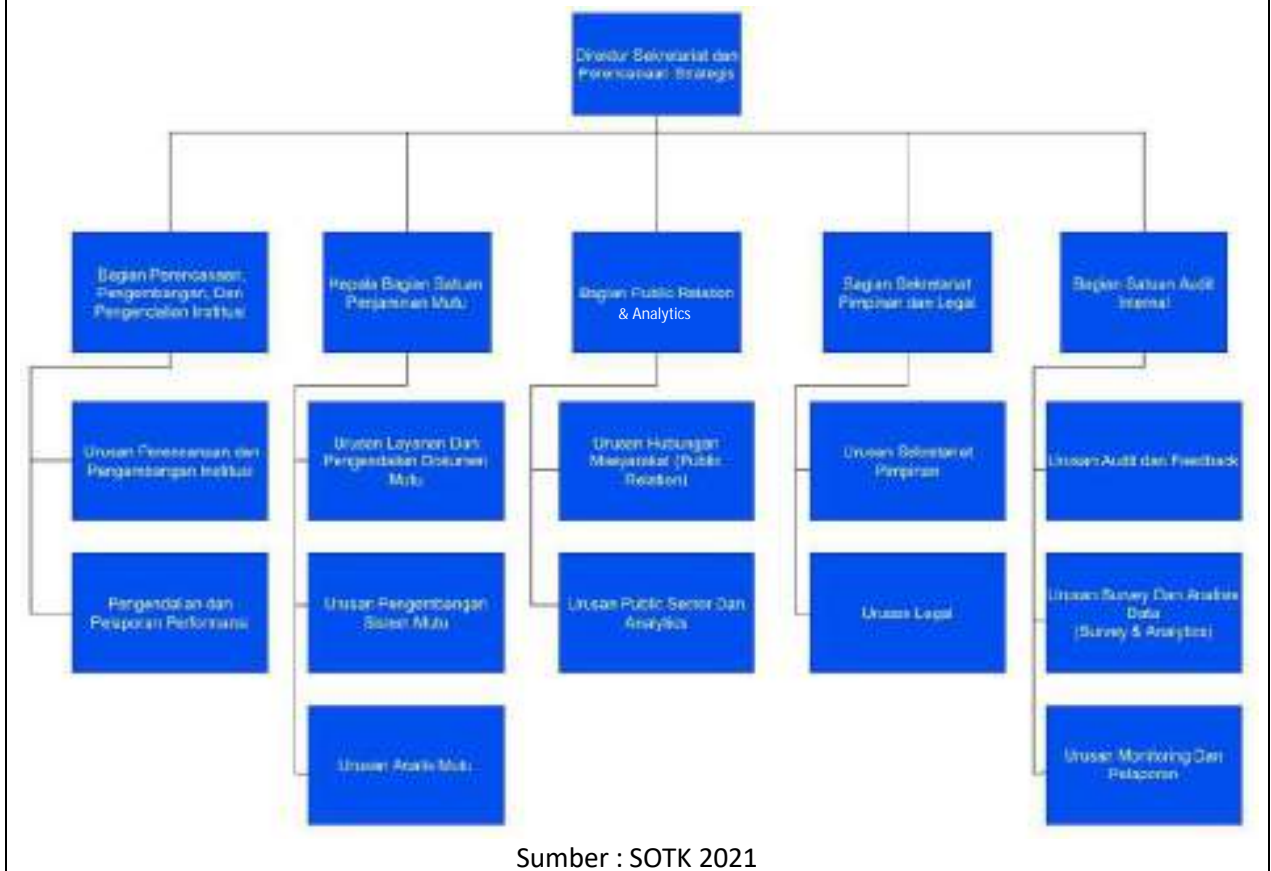 Direktur Sekretariat dan
Perencanaan Strategis
Bagian Perencanaan,
Pengembangan, Dan
Pengendalian Institusi
Kepala Bagian Satuan
Penjaminan Mutu
Bagian Public Relation
& Analytics
Bagian Sekretariat
Pimpinan dan Legal
Bagian Satuan Audit
Internal
Urusan Perencanaan dan
Pengembangan Institusi
Urusan Layanan Dan
Pengendalian Dokumen
Mutu
Urusan Hubungan
Masyarakat (Public
Relation)
Urusan Sekretariat
Pimpinan
Urusan Audit dan Feedback
Pengendalian dan
Pelaporan Performansi
Urusan Pengembangan
Sistem Mutu
Urusan Public Sector Dan
Analytics
Urusan Legal
Urusan Survey Dan Analisis
Data
(Survey & Analytics)
Urusan Mutu
Urusan Monitoring Dan
Pelaporan
Sumber : SOTK 2021